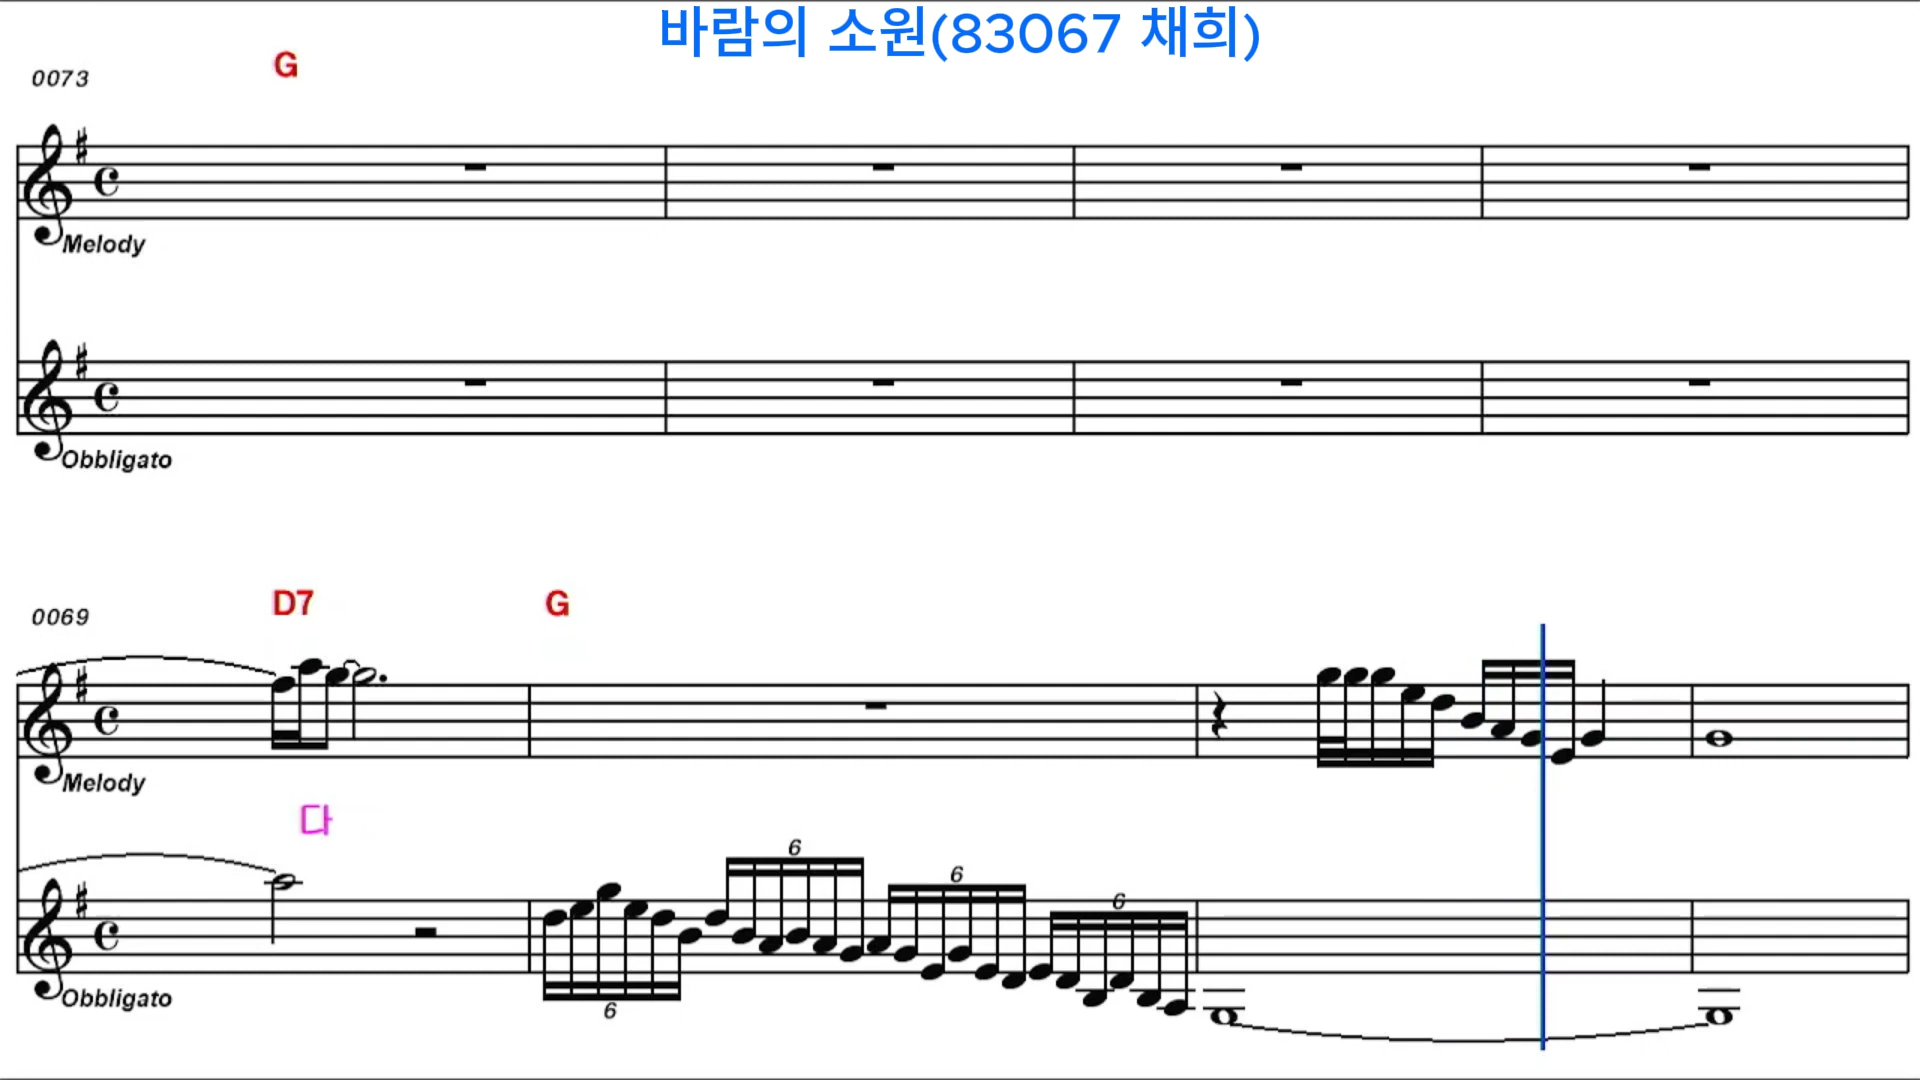 바람의 소원(83067 채희)
0073 G
Melody
Obbligato
0069 D7 G
Melody
다
6 6 6
Obbligato 6